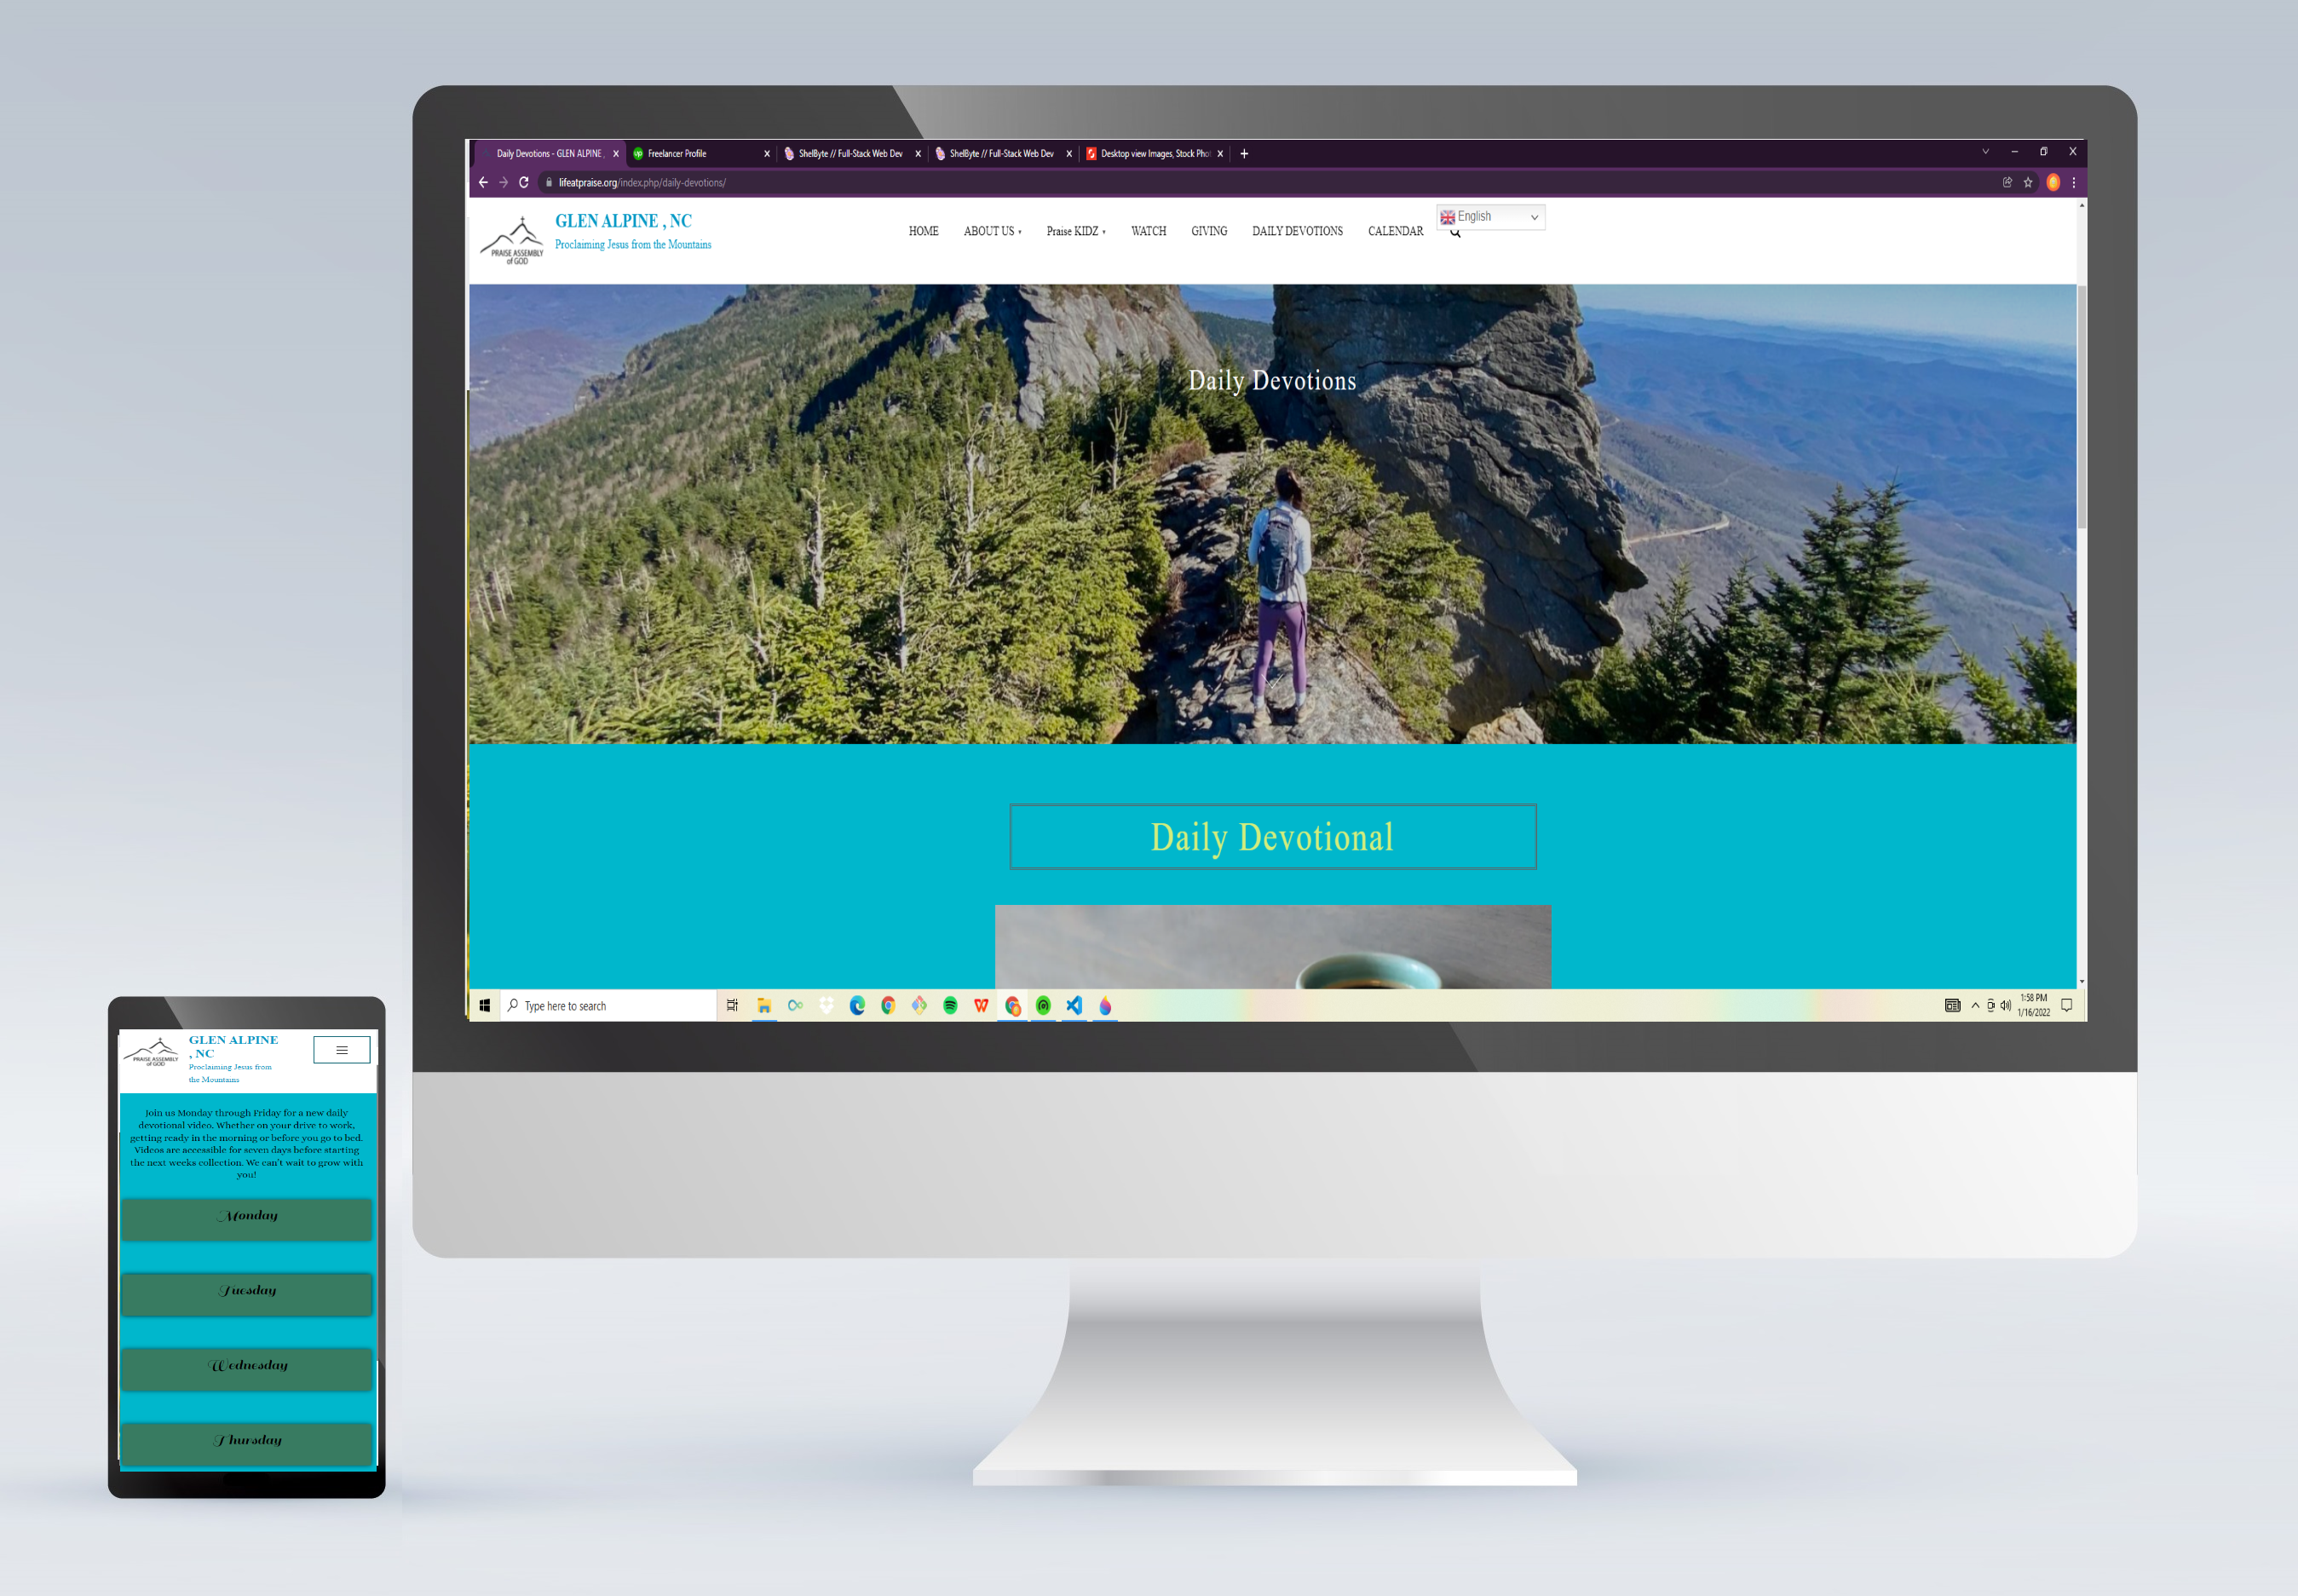 Daily Devotions - GLEN ALPINE ,
Freelancer Profile
ShelByte // Full-Stack Web Dev
ShelByte // Full-Stack Web Dev
Desktop view Images, Stock Phot
lifeatpraise.org/index.php/daily-devotions/
PRAISE ASSEMBLY
of GOD
GLEN ALPINE , NC
Proclaiming Jesus from the Mountains
HOME
ABOUT US
Praise KIDZ
WATCH
GIVING
DAILY DEVOTIONS
CALENDAR
English
Daily Devotions
Daily Devotional
Type here to search
1:58 PM
1/16/2022
PRAISE ASSEMBLY
of GOD
GLEN ALPINE
, NC
Proclaiming Jesus from
the Mountains
Join us Monday through Friday for a new daily
devotional video. Whether on your drive to work,
getting ready in the morning or before you go to bed.
Videos are accessible for seven days before starting
the next weeks collection. We can't wait to grow with
you!
Monday
Tuesday
Wednesday
Thursday